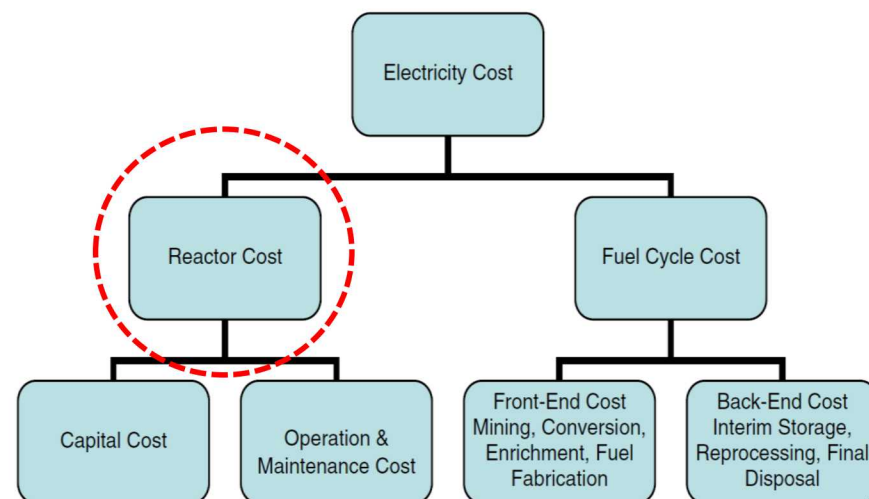 Electricity Cost
Reactor Cost
Fuel Cycle Cost
Capital Cost
Operation &
Maintenance Cost
Front-End Cost
Mining, Conversion,
Enrichment, Fuel
Fabrication
Back-End Cost
Interim Storage,
Reprocessing, Final
Disposal